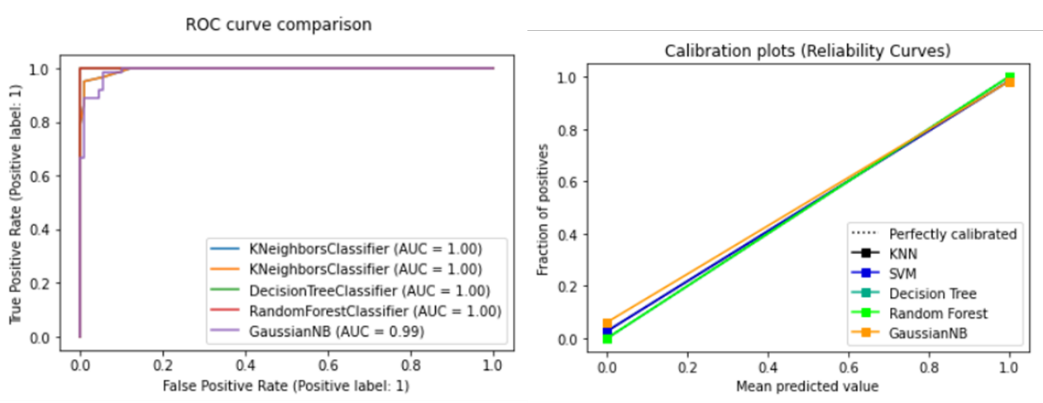 ROC curve comparison
1.0
0.8
0.6
0.4
0.2
0.0
True Positive Rate (Positive label: 1)
KNeighborsClassifier (AUC = 1.00)
KNeighborsClassifier (AUC = 1.00)
DecisionTreeClassifier (AUC = 1.00)
RandomForestClassifier (AUC = 1.00)
GaussianNB (AUC = 0.99)
0.0 0.2 0.4 0.6 0.8 1.0
False Positive Rate (Positive label: 1)
Calibration plots (Reliability Curves)
1.0
0.8
0.6
0.4
0.2
0.0
Fraction of positives
Perfectly calibrated
KNN
SVM
Decision Tree
Random Forest
GaussianNB
0.0 0.2 0.4 0.6 0.8 1.0
Mean predicted value